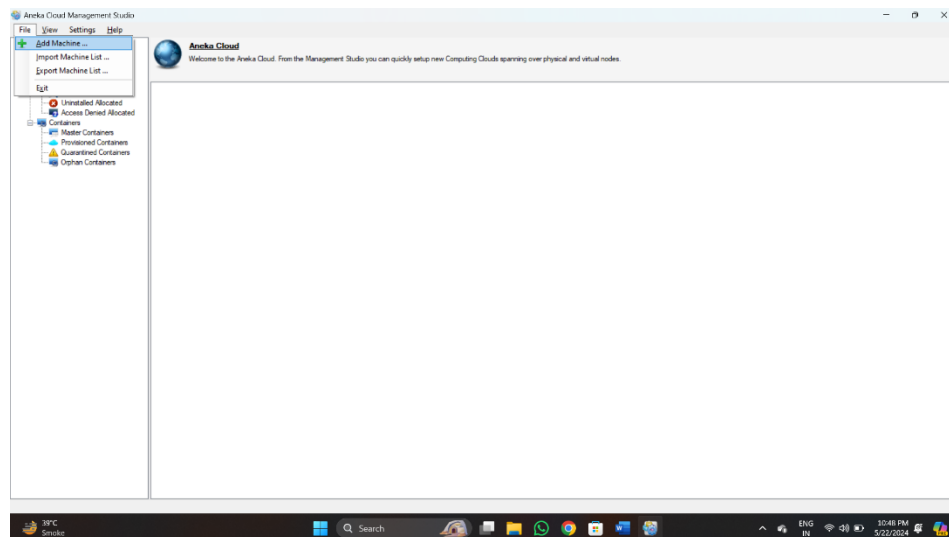 Aneka Cloud Management Studio
File View Settings Help
Add Machine ...
Import Machine List ...
Export Machine List ...
Exit
Aneka Cloud
Welcome to the Aneka Cloud. From the Management Studio you can quickly setup new Computing Clouds spanning over physical and virtual nodes.
Uninstalled Allocated
Access Denied Allocated
Containers
Master Containers
Provisioned Containers
Quarantined Containers
Orphan Containers
39°C
Smoke
Search
ENG
IN
10:48 PM
5/22/2024